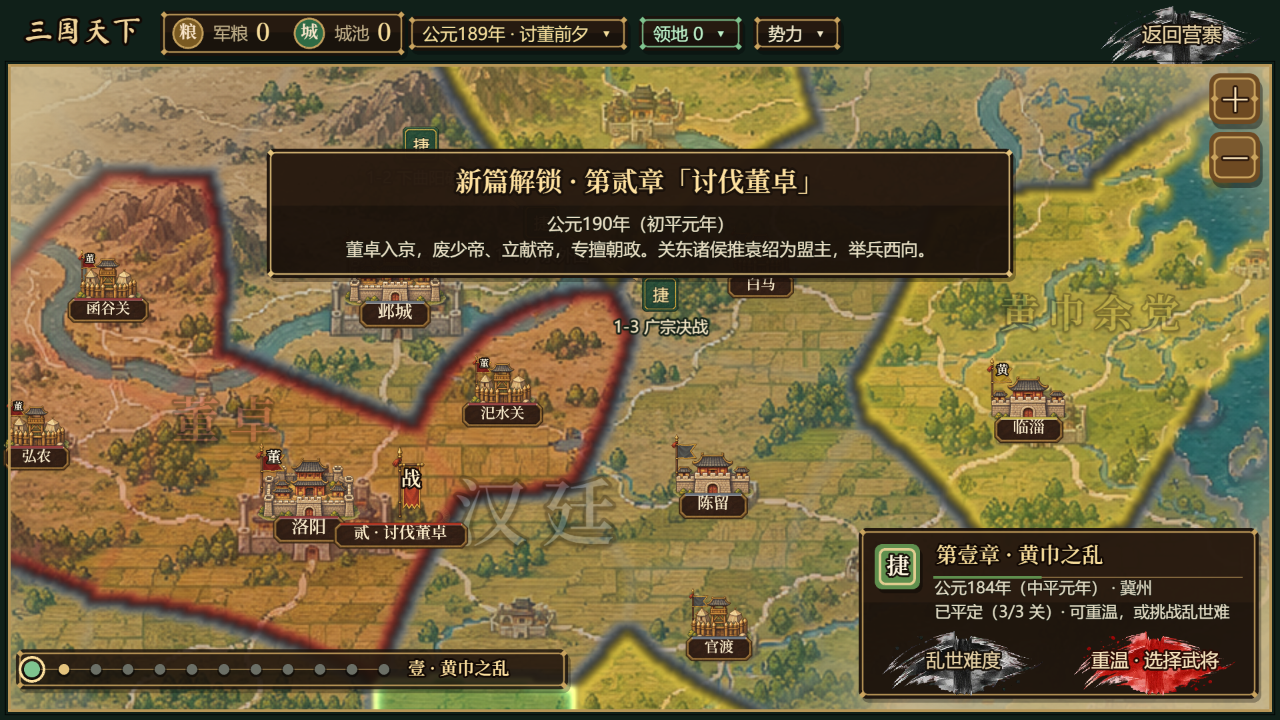 三国天下
粮 军粮 0 城 城池 0
公元189年 · 讨董前夕 ▼
领地 0 ▼
势力 ▼
返回营寨
捷
新篇解锁 · 第贰章「讨伐董卓」
公元190年（初平元年）
董卓入京，废少帝、立献帝，专擅朝政。关东诸侯推袁绍为盟主，举兵西向。
董
函谷关
邺城
捷
白马
1-3 广宗决战
黄巾余党
董
汜水关
黄
临淄
董卓
董
弘农
董
洛阳
战
贰 · 讨伐董卓
汉廷
陈留
官渡
捷
第壹章 · 黄巾之乱
公元184年（中平元年） · 冀州
已平定（3/3 关） · 可重温，或挑战乱世难
乱世难度
重温 · 选择武将
壹 · 黄巾之乱